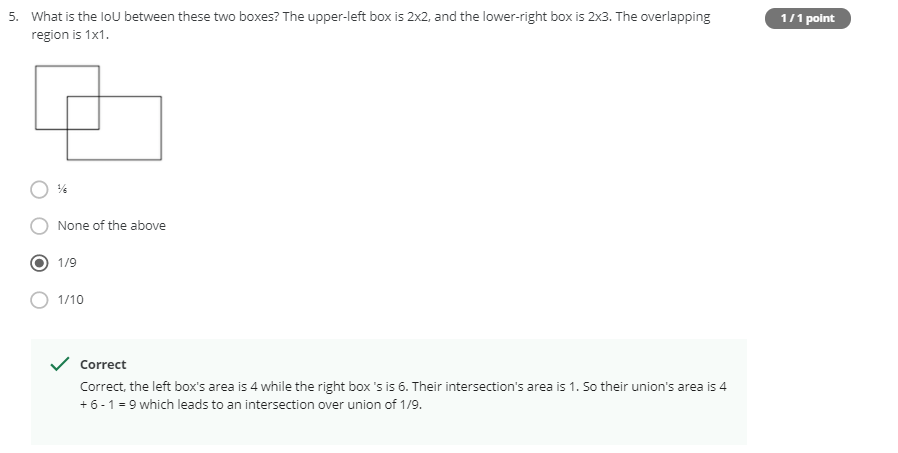 5. What is the IoU between these two boxes? The upper-left box is 2x2, and the lower-right box is 2x3. The overlapping
region is 1x1.
1 / 1 point
⅙
None of the above
1/9
1/10
Correct
Correct, the left box's area is 4 while the right box 's is 6. Their intersection's area is 1. So their union's area is 4
+ 6 - 1 = 9 which leads to an intersection over union of 1/9.